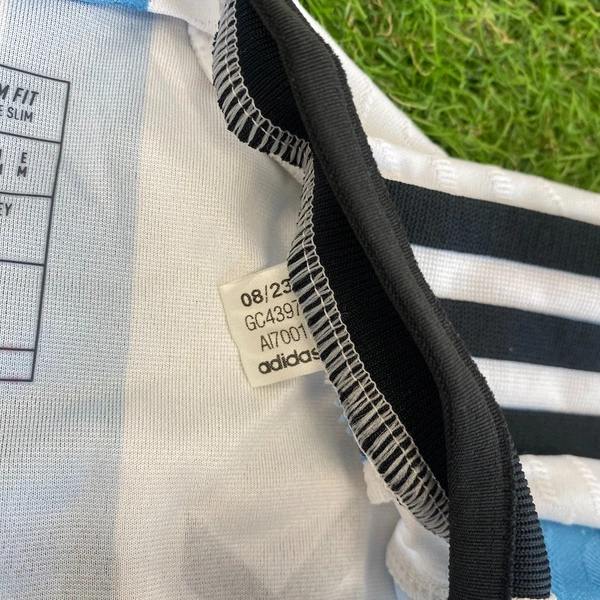 M FIT
E SLIM
E
M M
EY
08/23
GC4397
AI7001
adidas